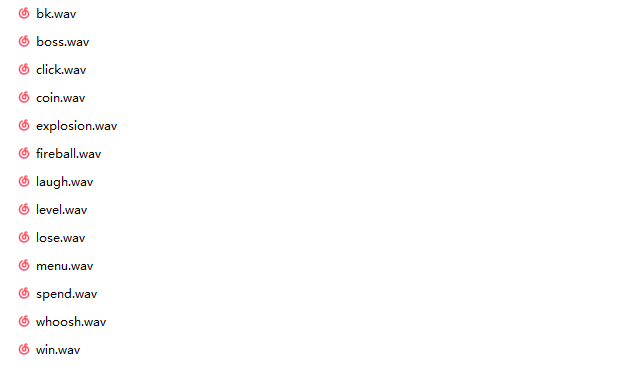 bk.wav
boss.wav
click.wav
coin.wav
explosion.wav
fireball.wav
laugh.wav
level.wav
lose.wav
menu.wav
spend.wav
whoosh.wav
win.wav